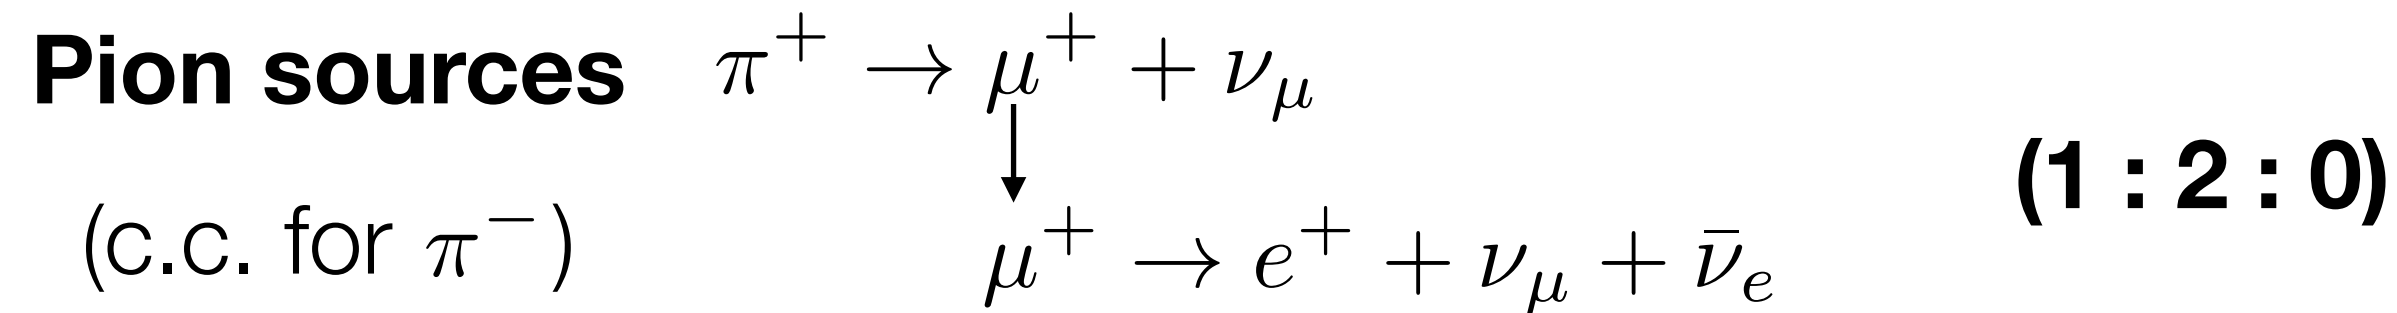 Pion sources π⁺ → μ⁺ + ν_μ
(1 : 2 : 0)
(c.c. for π⁻) μ⁺ → e⁺ + ν_μ + ν̄_e